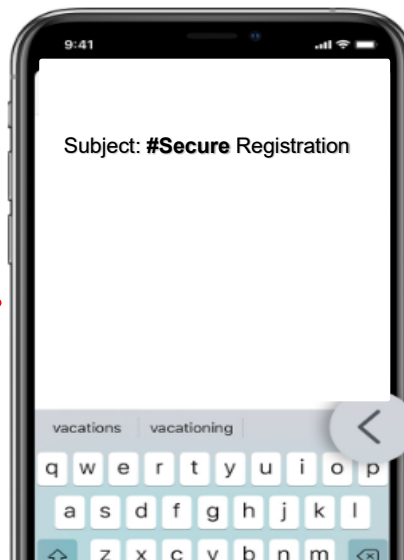 9:41
Subject: #Secure Registration
vacations vacationing
q w e r t y u i o p
a s d f g h j k l
z x c v b n m